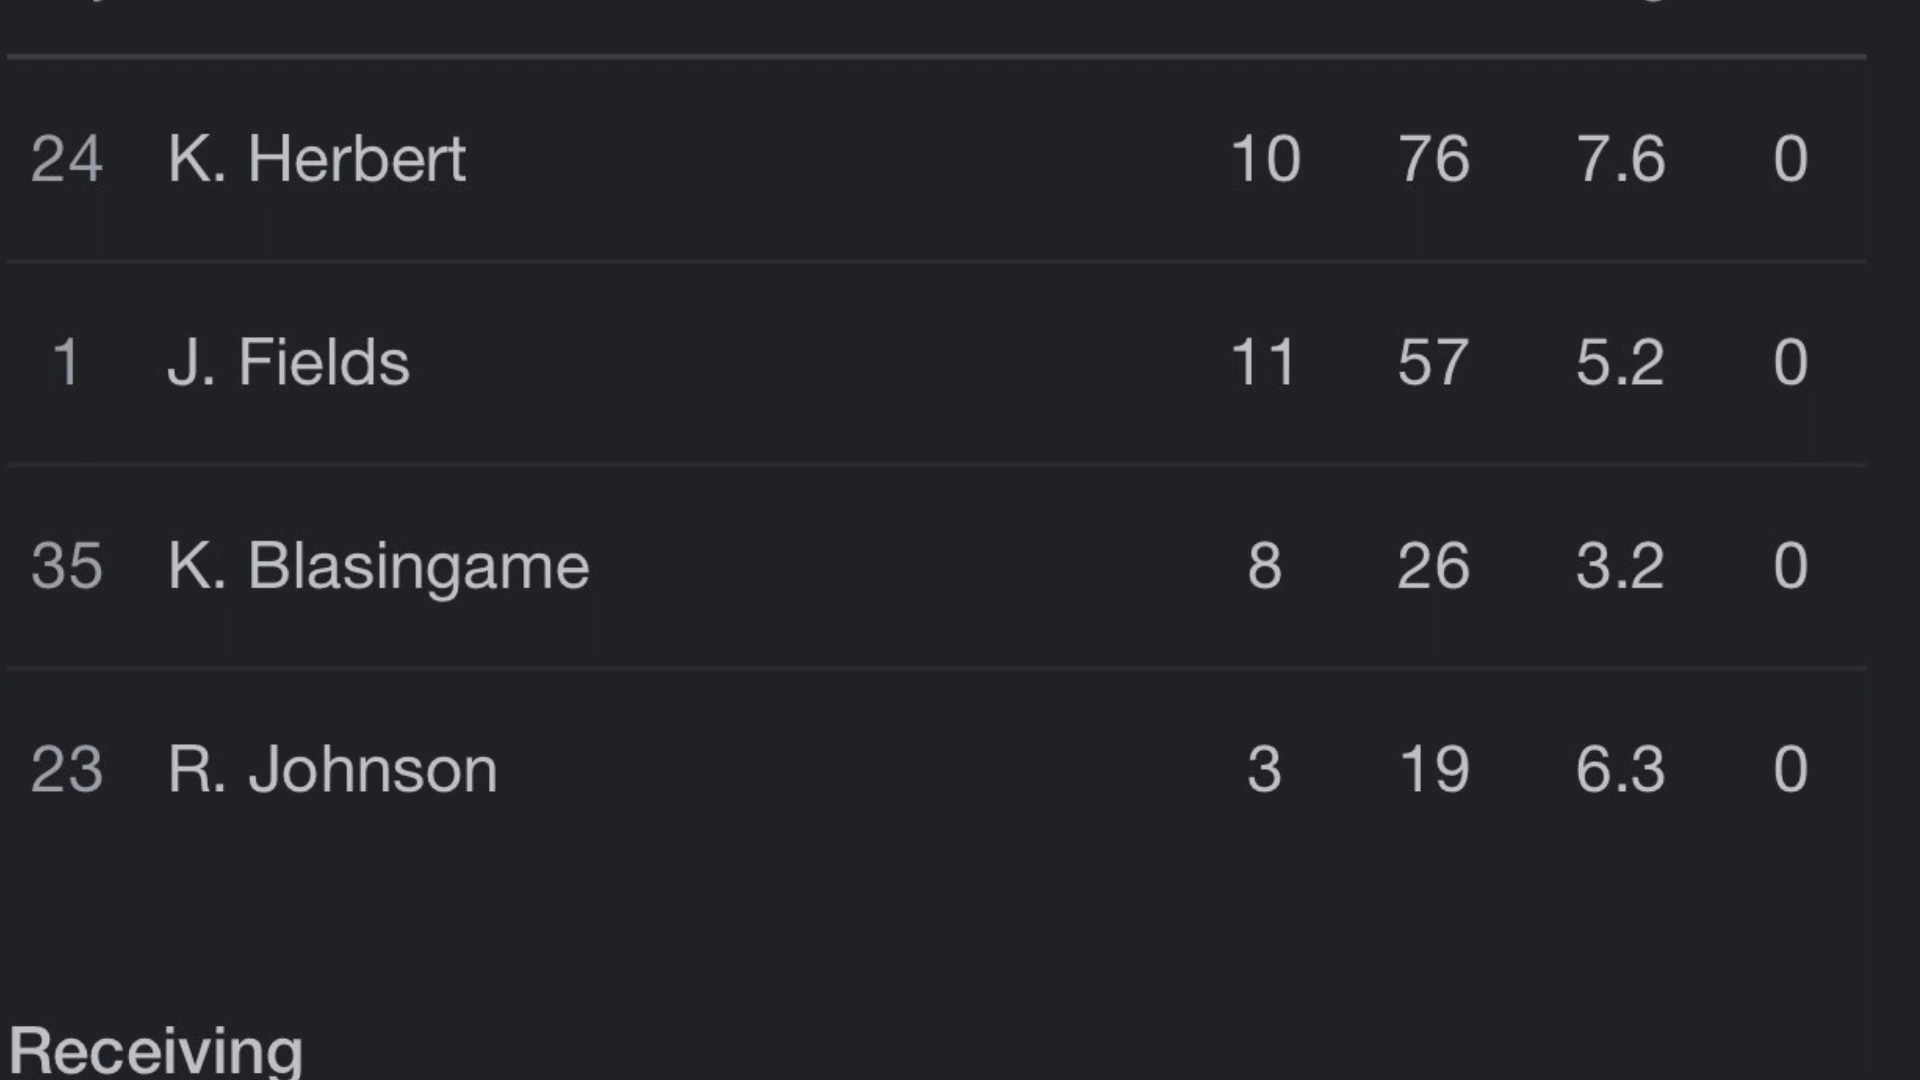 24 K. Herbert 10 76 7.6 0
1 J. Fields 11 57 5.2 0
35 K. Blasingame 8 26 3.2 0
23 R. Johnson 3 19 6.3 0
Receiving